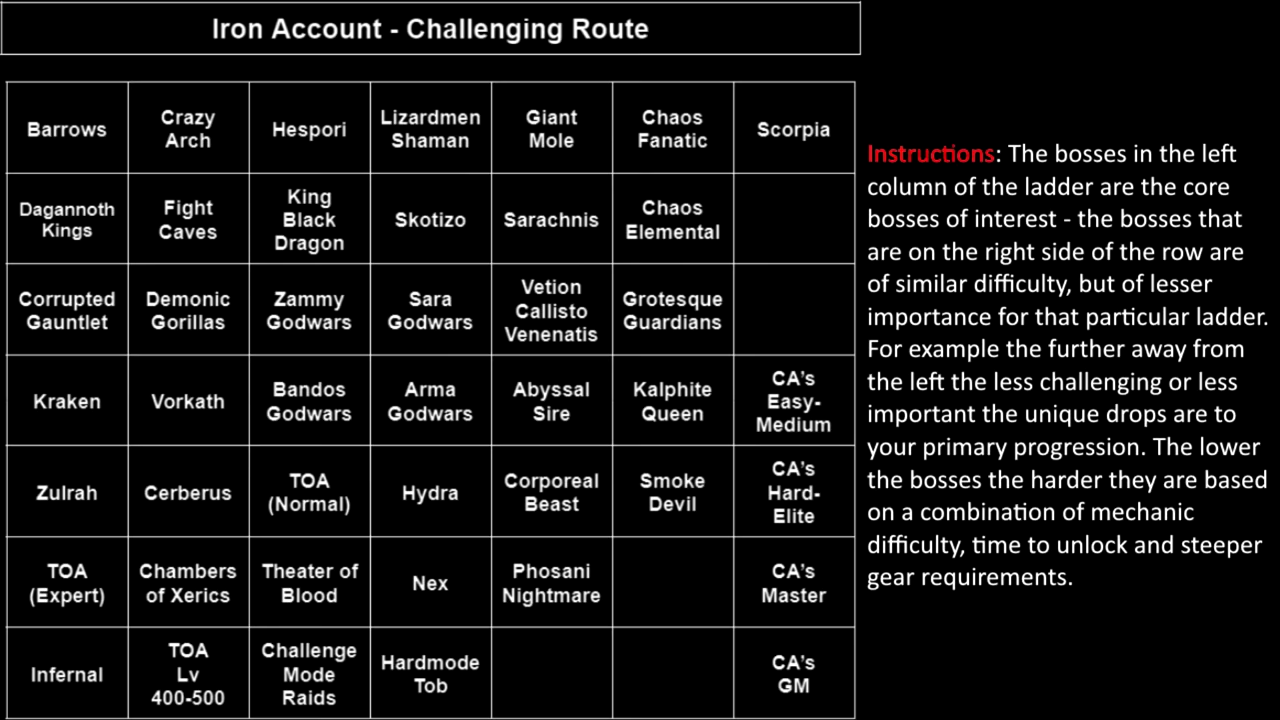 Iron Account - Challenging Route
Barrows
Crazy
Arch
Hespori
Lizardmen
Shaman
Giant
Mole
Chaos
Fanatic
Scorpia
Dagannoth
Kings
Fight
Caves
King
Black
Dragon
Skotizo
Sarachnis
Chaos
Elemental
Corrupted
Gauntlet
Demonic
Gorillas
Zammy
Godwars
Sara
Godwars
Vetion
Callisto
Venenatis
Grotesque
Guardians
Kraken
Vorkath
Bandos
Godwars
Arma
Godwars
Abyssal
Sire
Kalphite
Queen
CA's
Easy-
Medium
Zulrah
Cerberus
TOA
(Normal)
Hydra
Corporeal
Beast
Smoke
Devil
CA's
Hard-
Elite
TOA
(Expert)
Chambers
of Xerics
Theater of
Blood
Nex
Phosani
Nightmare
CA's
Master
Infernal
TOA
Lv
400-500
Challenge
Mode
Raids
Hardmode
Tob
CA's
GM
Instructions: The bosses in the left
column of the ladder are the core
bosses of interest - the bosses that
are on the right side of the row are
of similar difficulty, but of lesser
importance for that particular ladder.
For example the further away from
the left the less challenging or less
important the unique drops are to
your primary progression. The lower
the bosses the harder they are based
on a combination of mechanic
difficulty, time to unlock and steeper
gear requirements.